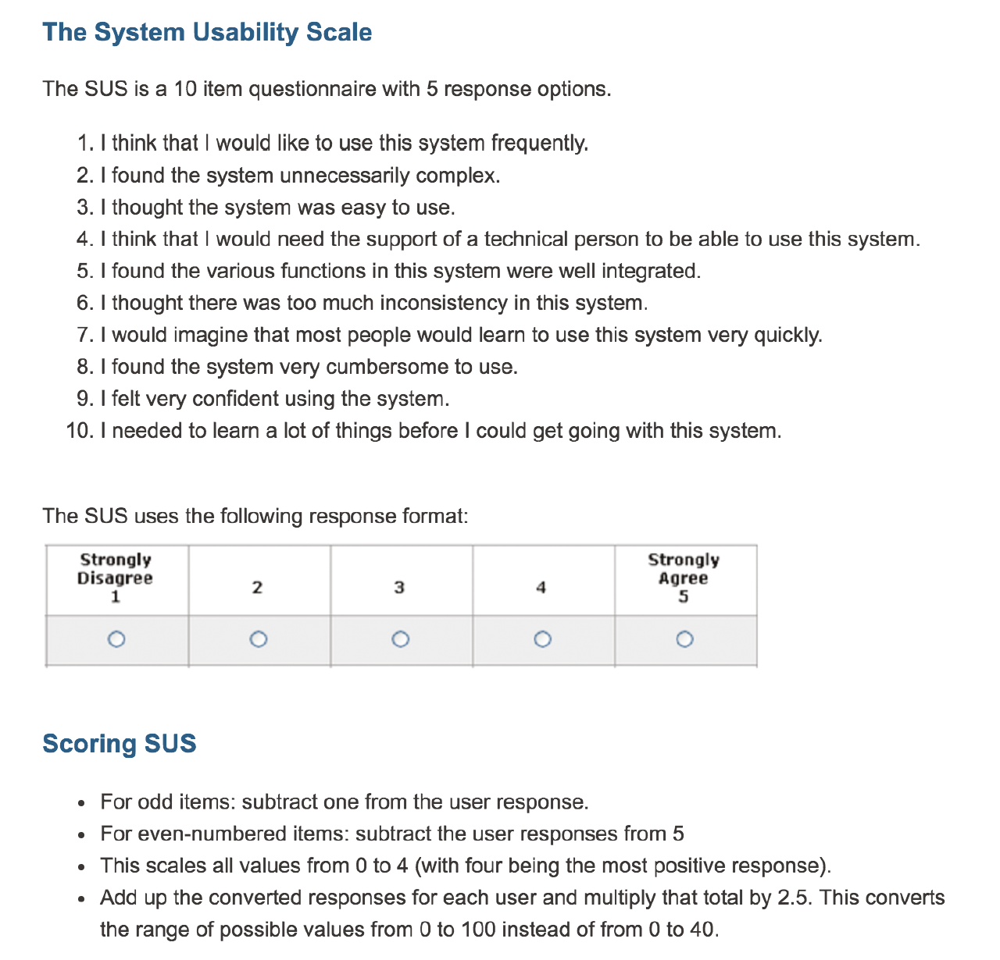 The System Usability Scale
The SUS is a 10 item questionnaire with 5 response options.
1. I think that I would like to use this system frequently.
2. I found the system unnecessarily complex.
3. I thought the system was easy to use.
4. I think that I would need the support of a technical person to be able to use this system.
5. I found the various functions in this system were well integrated.
6. I thought there was too much inconsistency in this system.
7. I would imagine that most people would learn to use this system very quickly.
8. I found the system very cumbersome to use.
9. I felt very confident using the system.
10. I needed to learn a lot of things before I could get going with this system.
The SUS uses the following response format:
Strongly
Disagree
1
2
3
4
Strongly
Agree
5
Scoring SUS
• For odd items: subtract one from the user response.
• For even-numbered items: subtract the user responses from 5
• This scales all values from 0 to 4 (with four being the most positive response).
• Add up the converted responses for each user and multiply that total by 2.5. This converts
the range of possible values from 0 to 100 instead of from 0 to 40.